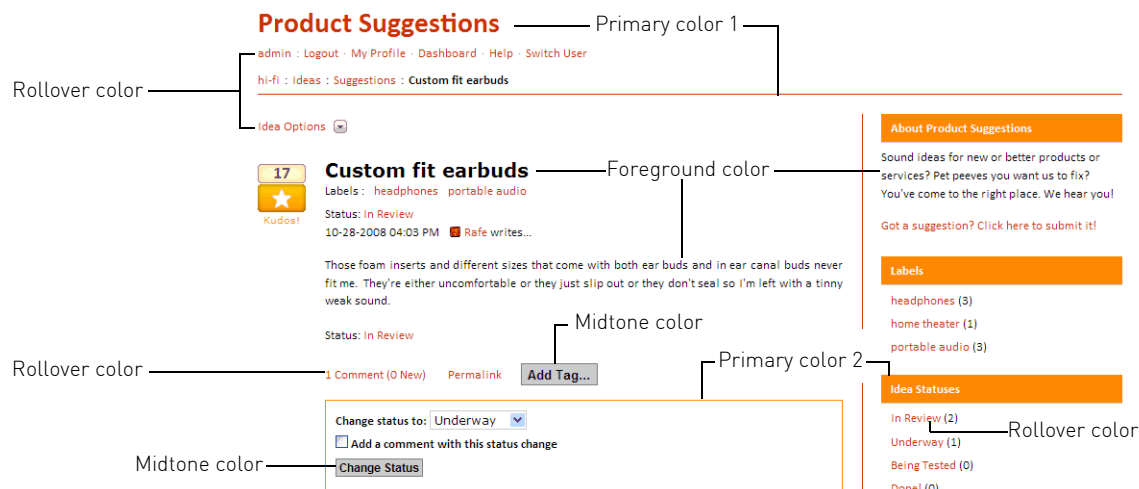 Product Suggestions
Primary color 1
admin : Logout · My Profile · Dashboard · Help · Switch User
Rollover color
hi-fi : Ideas : Suggestions : Custom fit earbuds
Idea Options
About Product Suggestions
Sound ideas for new or better products or
services? Pet peeves you want us to fix?
You've come to the right place. We hear you!
Got a suggestion? Click here to submit it!
17
Kudos!
Custom fit earbuds
Foreground color
Labels : headphones portable audio
Status: In Review
10-28-2008 04:03 PM Rafe writes...
Those foam inserts and different sizes that come with both ear buds and in ear canal buds never
fit me. They're either uncomfortable or they just slip out or they don't seal so I'm left with a tinny
weak sound.
Labels
headphones (3)
home theater (1)
portable audio (3)
Status: In Review
Midtone color
Rollover color
1 Comment (0 New) Permalink Add Tag...
Primary color 2
Idea Statuses
In Review (2)
Rollover color
Underway (1)
Being Tested (0)
Done! (0)
Change status to: Underway
Add a comment with this status change
Midtone color
Change Status